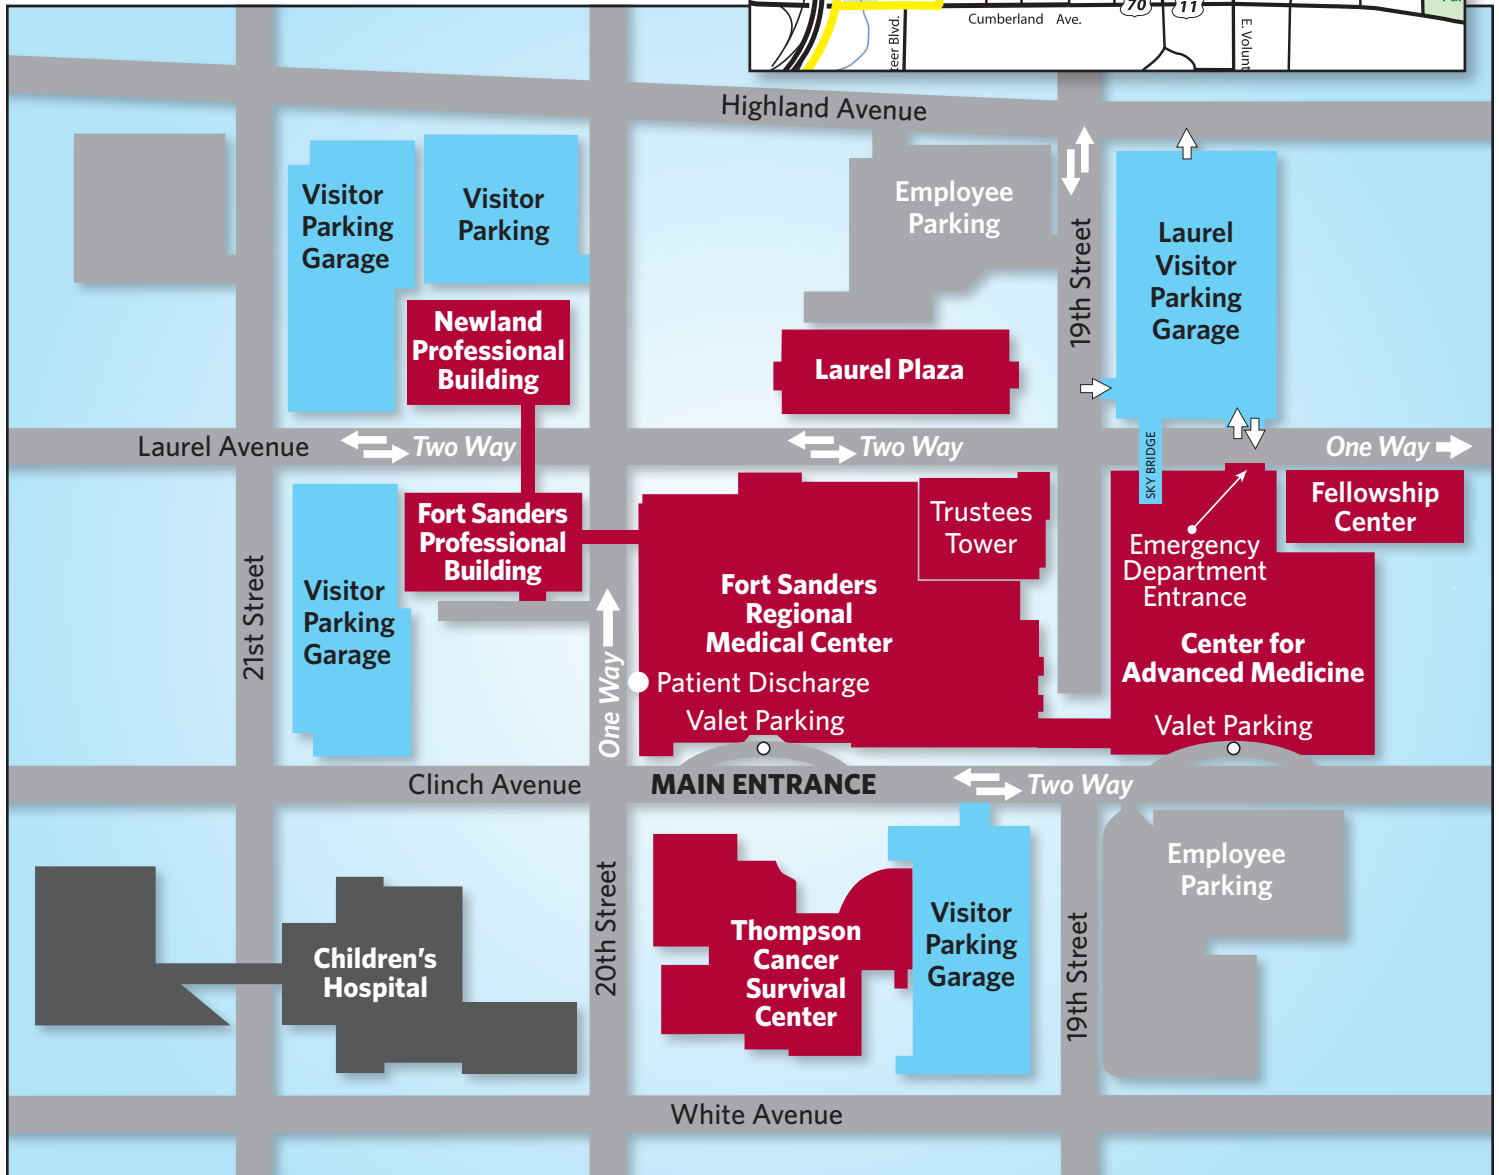 70
11
Cumberland Ave.
teer Blvd.
E. Volunt
Highland Avenue
Visitor
Parking
Garage
Visitor
Parking
Employee
Parking
19th Street
Laurel
Visitor
Parking
Garage
Newland
Professional
Building
Laurel Plaza
Laurel Avenue
Two Way
Two Way
One Way
SKY BRIDGE
Fort Sanders
Professional
Building
Trustees
Tower
Fellowship
Center
Emergency
Department
Entrance
21st Street
Visitor
Parking
Garage
Fort Sanders
Regional
Medical Center
Center for
Advanced Medicine
One Way
Patient Discharge
Valet Parking
Valet Parking
Clinch Avenue
MAIN ENTRANCE
Two Way
Employee
Parking
20th Street
Children's
Hospital
Thompson
Cancer
Survival
Center
Visitor
Parking
Garage
19th Street
White Avenue